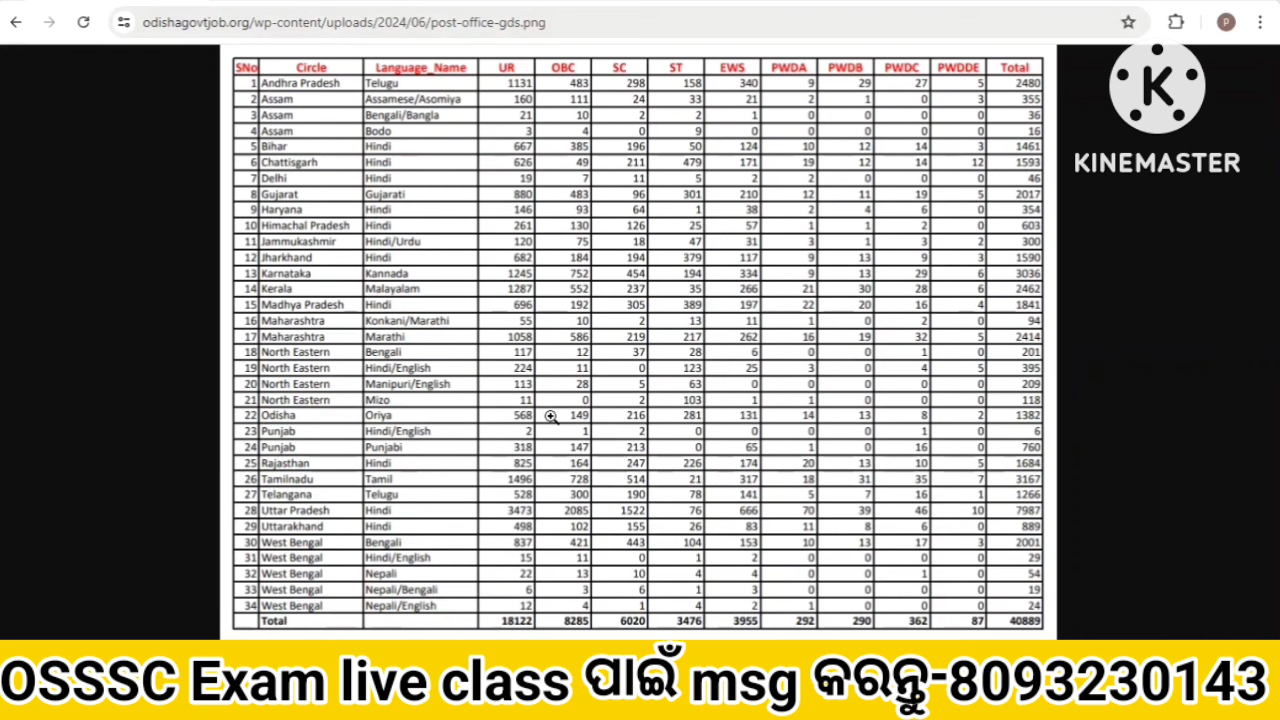 odishagovtjob.org/wp-content/uploads/2024/06/post-office-gds.png
P
SNo Circle Language_Name UR OBC SC ST EWS PWDA PWDB PWDC PWDDE Total
1 Andhra Pradesh Telugu 1131 483 298 158 340 9 29 27 5 2480
2 Assam Assamese/Asomiya 160 111 24 33 21 2 1 0 3 355
3 Assam Bengali/Bangla 21 10 2 2 1 0 0 0 0 36
4 Assam Bodo 3 4 0 9 0 0 0 0 0 16
5 Bihar Hindi 667 385 196 50 124 10 12 14 3 1461
6 Chattisgarh Hindi 626 49 211 479 171 19 12 14 12 1593
7 Delhi Hindi 19 7 11 5 2 2 0 0 0 46
8 Gujarat Gujarati 880 483 96 301 210 12 11 19 5 2017
9 Haryana Hindi 146 93 64 1 38 2 4 6 0 354
10 Himachal Pradesh Hindi 261 130 126 25 57 1 1 2 0 603
11 Jammukashmir Hindi/Urdu 120 75 18 47 31 3 1 3 2 300
12 Jharkhand Hindi 682 184 194 379 117 9 13 9 3 1590
13 Karnataka Kannada 1245 752 454 194 334 9 13 29 6 3036
14 Kerala Malayalam 1287 552 237 35 266 21 30 28 6 2462
15 Madhya Pradesh Hindi 696 192 305 389 197 22 20 16 4 1841
16 Maharashtra Konkani/Marathi 55 10 2 13 11 1 0 2 0 94
17 Maharashtra Marathi 1058 586 219 217 262 16 19 32 5 2414
18 North Eastern Bengali 117 12 37 28 6 0 0 1 0 201
19 North Eastern Hindi/English 224 11 0 123 25 3 0 4 5 395
20 North Eastern Manipuri/English 113 28 5 63 0 0 0 0 0 209
21 North Eastern Mizo 11 0 2 103 1 1 0 0 0 118
22 Odisha Oriya 568 149 216 281 131 14 13 8 2 1382
23 Punjab Hindi/English 2 1 2 0 0 0 0 1 0 6
24 Punjab Punjabi 318 147 213 0 65 1 0 16 0 760
25 Rajasthan Hindi 825 164 247 226 174 20 13 10 5 1684
26 Tamilnadu Tamil 1496 728 514 21 317 18 31 35 7 3167
27 Telangana Telugu 528 300 190 78 141 5 7 16 1 1266
28 Uttar Pradesh Hindi 3473 2085 1522 76 666 70 39 46 10 7987
29 Uttarakhand Hindi 498 102 155 26 83 11 8 6 0 889
30 West Bengal Bengali 837 421 443 104 153 10 13 17 3 2001
31 West Bengal Hindi/English 15 11 0 1 2 0 0 0 0 29
32 West Bengal Nepali 22 13 10 4 4 0 0 1 0 54
33 West Bengal Nepali/Bengali 6 3 6 1 3 0 0 0 0 19
34 West Bengal Nepali/English 12 4 1 4 2 1 0 0 0 24
Total 18122 8285 6020 3476 3955 292 290 362 87 40889
K
KINEMASTER
OSSSC Exam live class ପାଇଁ msg କରନ୍ତୁ-8093230143